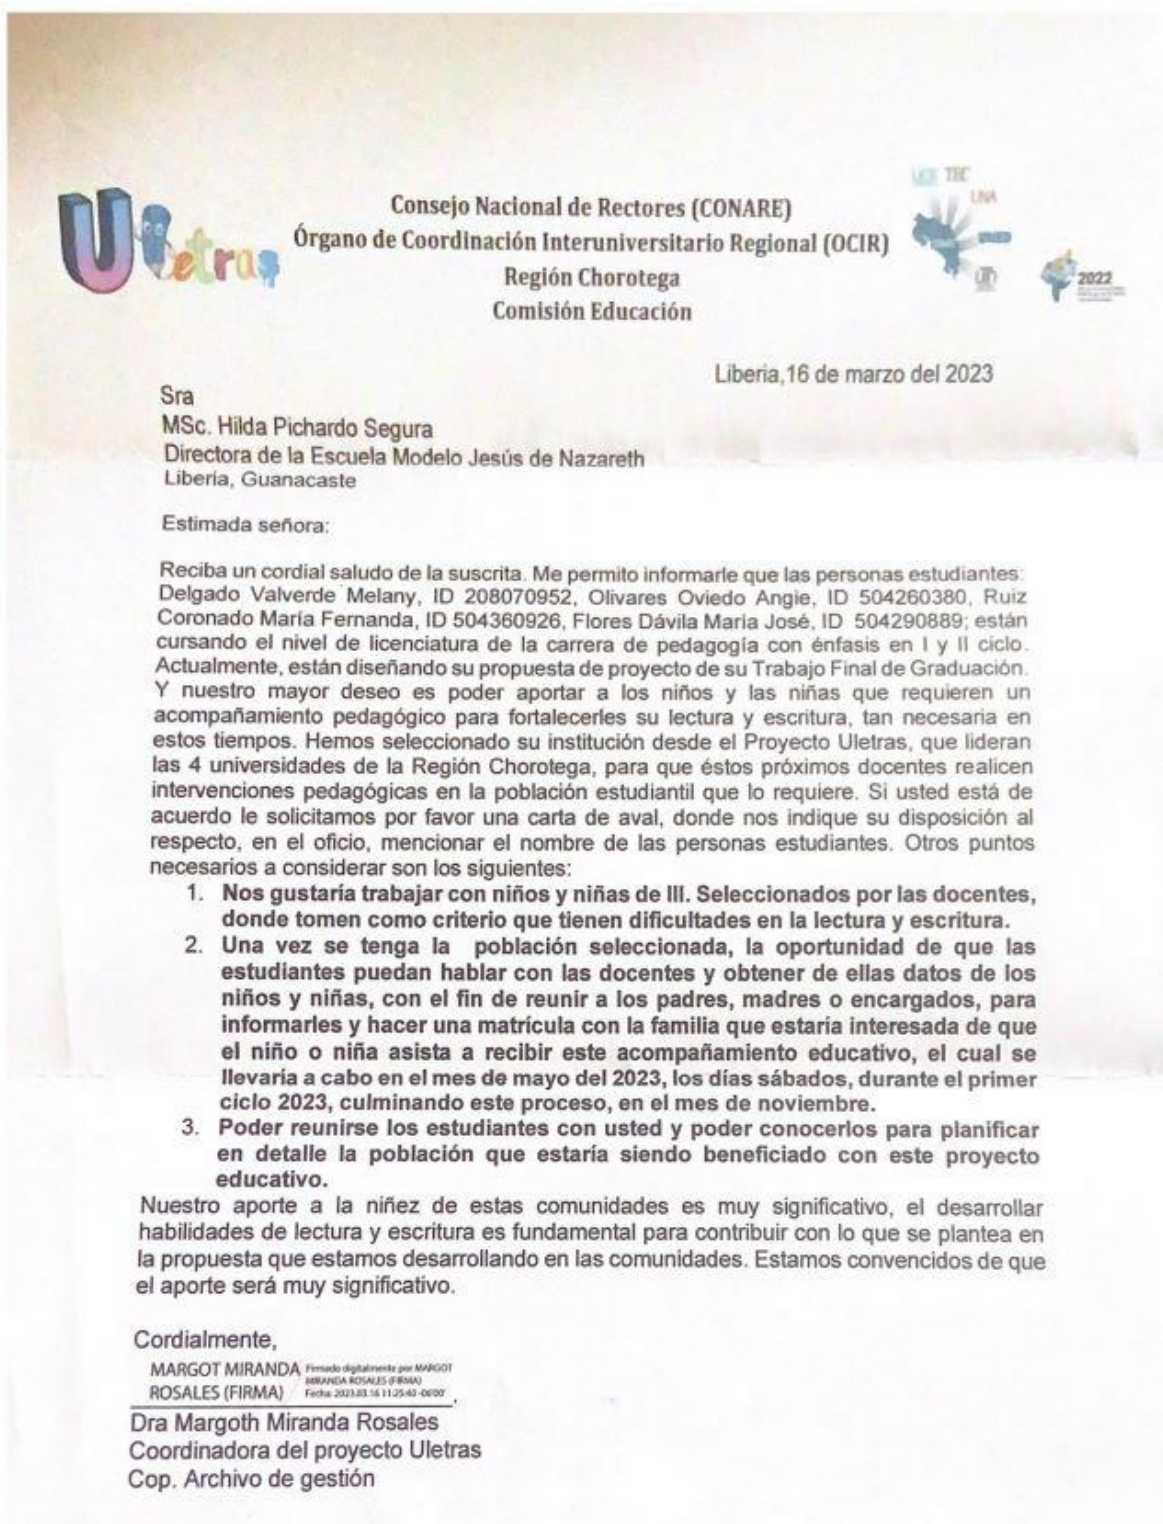 Uletras
UCR TEC
UNA
Consejo Nacional de Rectores (CONARE)
Órgano de Coordinación Interuniversitario Regional (OCIR)
Región Chorotega
Comisión Educación
2022
Liberia,16 de marzo del 2023
Sra
MSc. Hilda Pichardo Segura
Directora de la Escuela Modelo Jesús de Nazareth
Liberia, Guanacaste
Estimada señora:
Reciba un cordial saludo de la suscrita. Me permito informarle que las personas estudiantes:
Delgado Valverde Melany, ID 208070952, Olivares Oviedo Angie, ID 504260380, Ruiz
Coronado María Fernanda, ID 504360926, Flores Dávila María José, ID 504290889; están
cursando el nivel de licenciatura de la carrera de pedagogía con énfasis en I y II ciclo.
Actualmente, están diseñando su propuesta de proyecto de su Trabajo Final de Graduación.
Y nuestro mayor deseo es poder aportar a los niños y las niñas que requieren un
acompañamiento pedagógico para fortalecerles su lectura y escritura, tan necesaria en
estos tiempos. Hemos seleccionado su institución desde el Proyecto Uletras, que lideran
las 4 universidades de la Región Chorotega, para que éstos próximos docentes realicen
intervenciones pedagógicas en la población estudiantil que lo requiere. Si usted está de
acuerdo le solicitamos por favor una carta de aval, donde nos indique su disposición al
respecto, en el oficio, mencionar el nombre de las personas estudiantes. Otros puntos
necesarios a considerar son los siguientes:
1. Nos gustaría trabajar con niños y niñas de III. Seleccionados por las docentes,
donde tomen como criterio que tienen dificultades en la lectura y escritura.
2. Una vez se tenga la población seleccionada, la oportunidad de que las
estudiantes puedan hablar con las docentes y obtener de ellas datos de los
niños y niñas, con el fin de reunir a los padres, madres o encargados, para
informarles y hacer una matrícula con la familia que estaría interesada de que
el niño o niña asista a recibir este acompañamiento educativo, el cual se
llevaría a cabo en el mes de mayo del 2023, los días sábados, durante el primer
ciclo 2023, culminando este proceso, en el mes de noviembre.
3. Poder reunirse los estudiantes con usted y poder conocerlos para planificar
en detalle la población que estaría siendo beneficiado con este proyecto
educativo.
Nuestro aporte a la niñez de estas comunidades es muy significativo, el desarrollar
habilidades de lectura y escritura es fundamental para contribuir con lo que se plantea en
la propuesta que estamos desarrollando en las comunidades. Estamos convencidos de que
el aporte será muy significativo.
Cordialmente,
MARGOT MIRANDA
ROSALES (FIRMA)
Firmado digitalmente por MARGOT
MIRANDA ROSALES (FIRMA)
Fecha: 2023.03.16 11:25:40 -06'00'
Dra Margoth Miranda Rosales
Coordinadora del proyecto Uletras
Cop. Archivo de gestión